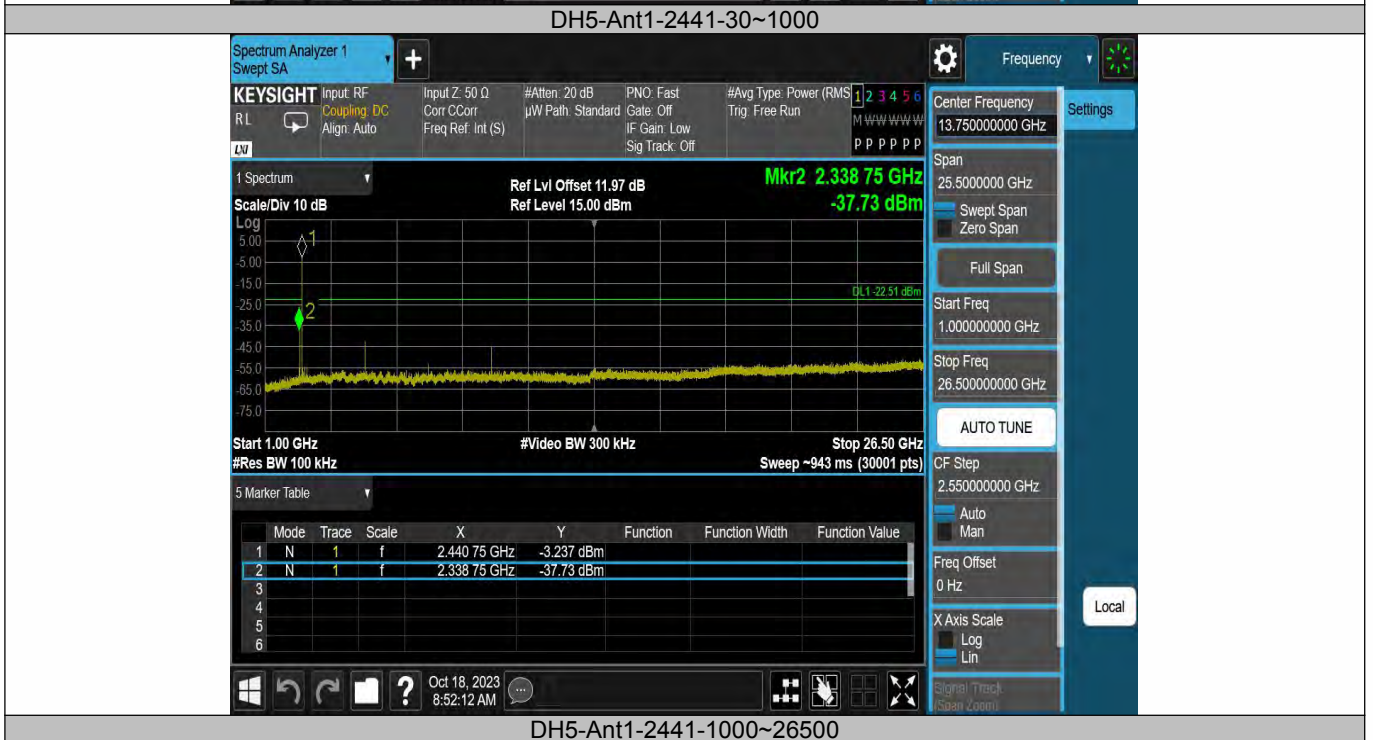 DH5-Ant1-2441-30~1000
Spectrum Analyzer 1
Swept SA
Frequency
KEYSIGHT
RL
LXI
Input: RF
Coupling: DC
Align: Auto
Input Z: 50 Ω
Corr CCorr
Freq Ref: Int (S)
#Atten: 20 dB
µW Path: Standard
PNO: Fast
Gate: Off
IF Gain: Low
Sig Track: Off
#Avg Type: Power (RMS
Trig: Free Run
1 2 3 4 5 6
M W W W W W
P P P P P P
Center Frequency
13.750000000 GHz
Settings
1 Spectrum
Scale/Div 10 dB
Ref Lvl Offset 11.97 dB
Ref Level 15.00 dBm
Mkr2 2.338 75 GHz
-37.73 dBm
Span
25.5000000 GHz
Swept Span
Zero Span
Full Span
Start Freq
1.000000000 GHz
Stop Freq
26.500000000 GHz
AUTO TUNE
CF Step
2.550000000 GHz
Auto
Man
Freq Offset
0 Hz
X Axis Scale
Log
Lin
Signal Track
(Span Zoom)
Local
Log
5.00
-5.00
-15.0
-25.0
-35.0
-45.0
-55.0
-65.0
-75.0
1
2
DL1 -22.51 dBm
Start 1.00 GHz
#Video BW 300 kHz
Stop 26.50 GHz
#Res BW 100 kHz
Sweep ~943 ms (30001 pts)
5 Marker Table
Mode Trace Scale X Y Function Function Width Function Value
1 N 1 f 2.440 75 GHz -3.237 dBm
2 N 1 f 2.338 75 GHz -37.73 dBm
3
4
5
6
Oct 18, 2023
8:52:12 AM
DH5-Ant1-2441-1000~26500